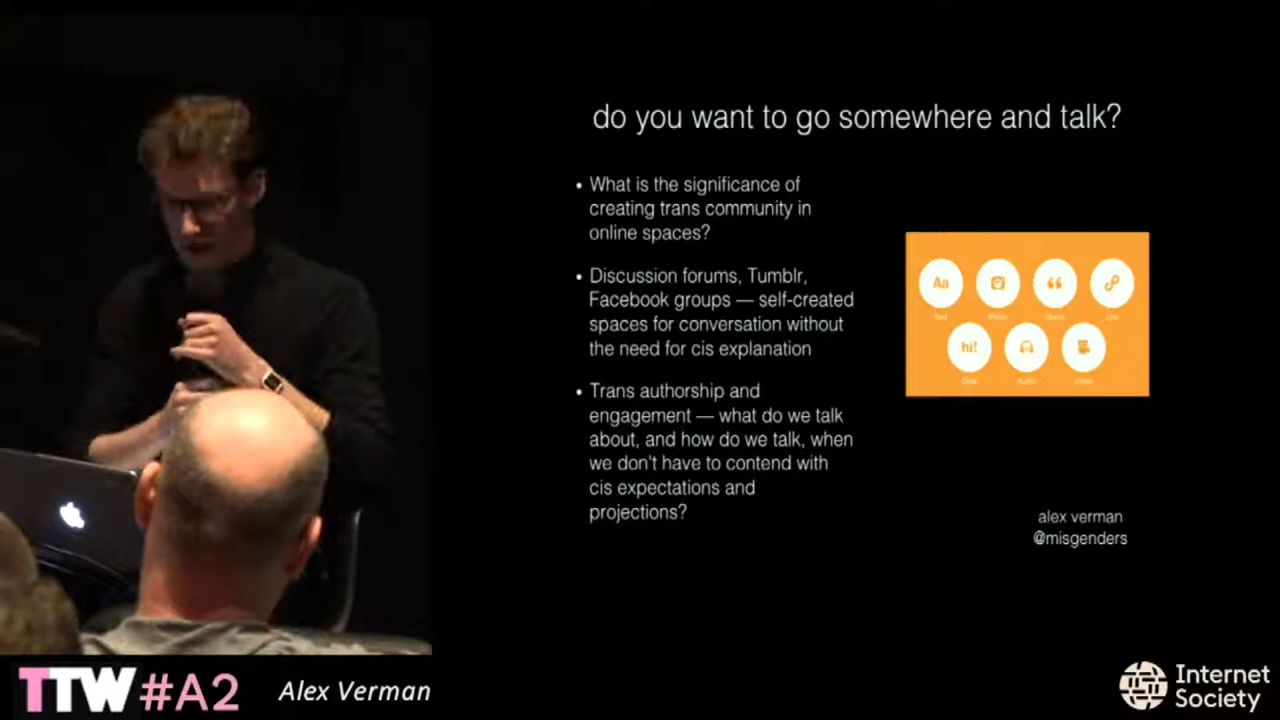 do you want to go somewhere and talk?
• What is the significance of
creating trans community in
online spaces?
• Discussion forums, Tumblr,
Facebook groups — self-created
spaces for conversation without
the need for cis explanation
• Trans authorship and
engagement — what do we talk
about, and how do we talk, when
we don't have to contend with
cis expectations and
projections?
Aa
hi!
alex verman
@misgenders
TTW#A2
Alex Verman
Internet
Society